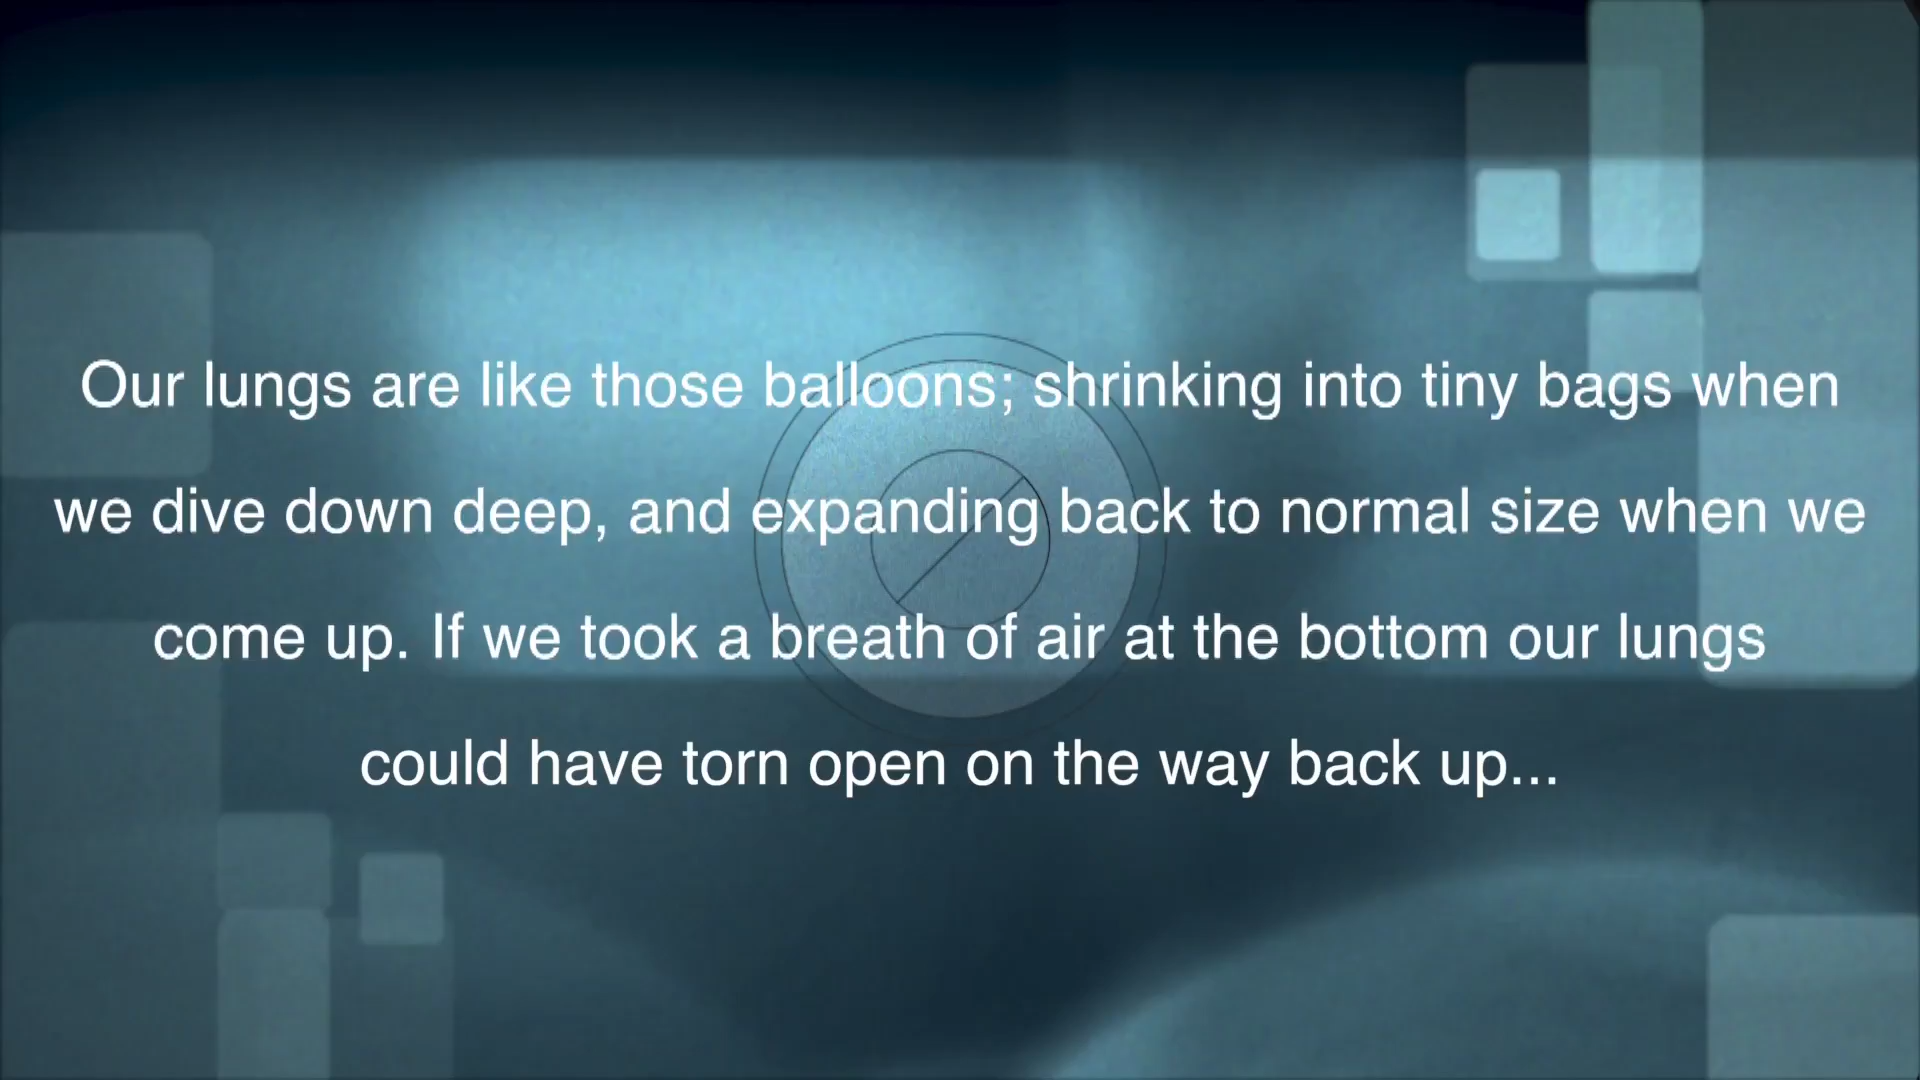 Our lungs are like those balloons; shrinking into tiny bags when
we dive down deep, and expanding back to normal size when we
come up. If we took a breath of air at the bottom our lungs
could have torn open on the way back up...